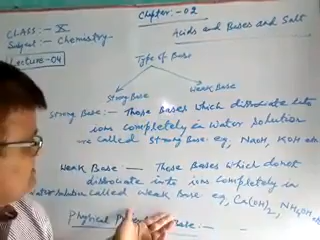 Chapter:- 02
CLASS:- X
Subject:- Chemistry
Acids and Bases and Salt
Lecture-04
Type of Base
Strong Base
Weak Base
Strong Base:- Those Bases which dissociate into
ions completely in water solution
are called Strong Base eg, NaOH, KOH etc
Weak Base:- Those Bases which do not
dissociate into ions completely in
water solution called weak Base eg, Ca(OH)2, NH4OH
Physical Base:-